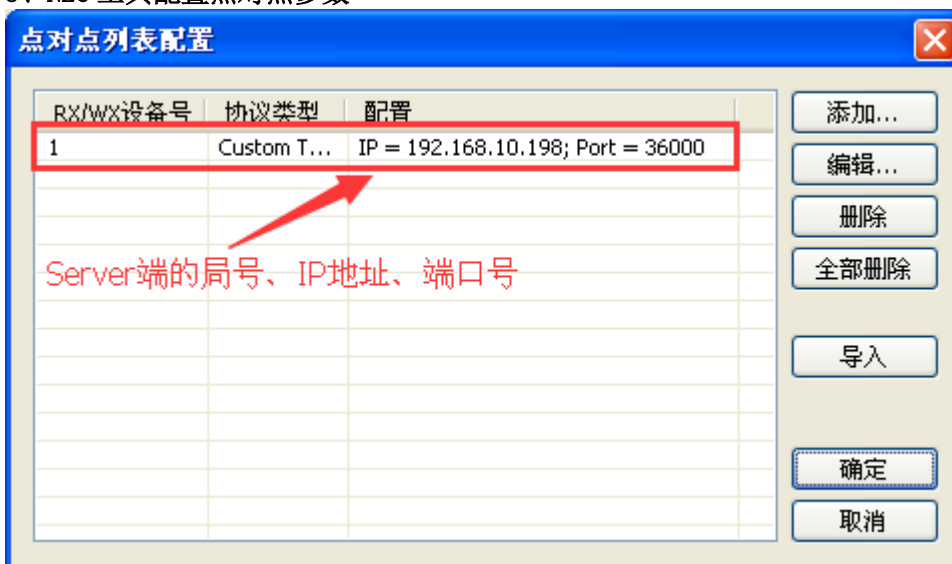 点对点列表配置
RX/WX设备号 协议类型 配置
1 Custom T... IP = 192.168.10.198; Port = 36000
Server端的局号、IP地址、端口号
添加...
编辑...
删除
全部删除
导入
确定
取消